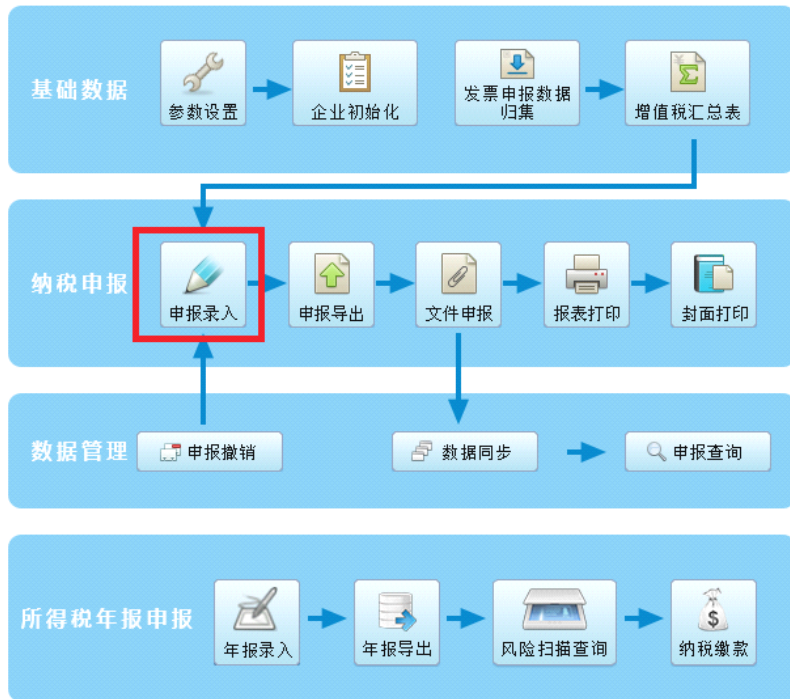 基础数据
参数设置
企业初始化
发票申报数据
归集
增值税汇总表
纳税申报
申报录入
申报导出
文件申报
报表打印
封面打印
数据管理
申报撤销
数据同步
申报查询
所得税年报申报
年报录入
年报导出
风险扫描查询
纳税缴款